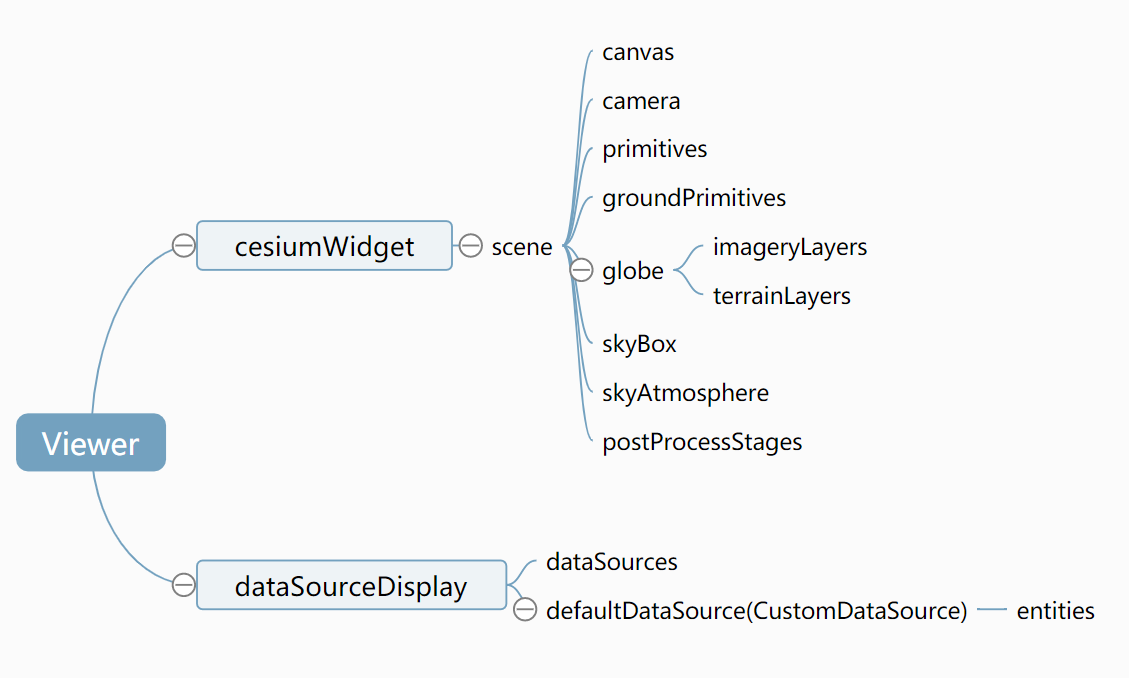 Viewer
cesiumWidget
scene
canvas
camera
primitives
groundPrimitives
globe
imageryLayers
terrainLayers
skyBox
skyAtmosphere
postProcessStages
dataSourceDisplay
dataSources
defaultDataSource(CustomDataSource)
entities